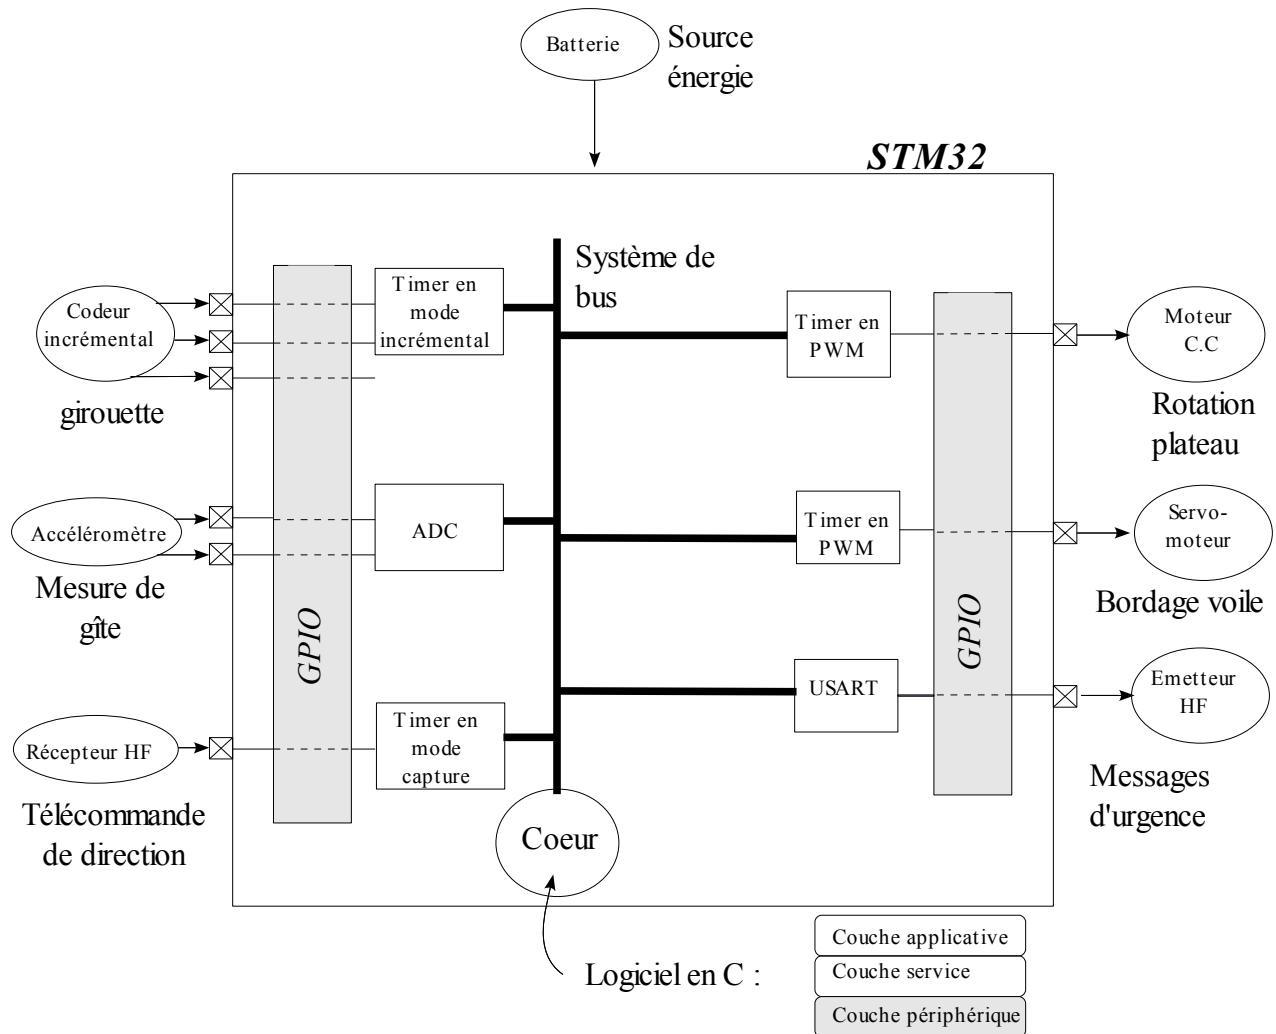 Batterie
Source
énergie
STM32
Système de
bus
Codeur
incrémental
girouette
Timer en
mode
incrémental
Timer en
PWM
Moteur
C.C
Rotation
plateau
Accéléromètre
Mesure de
gîte
ADC
GPIO
Timer en
PWM
GPIO
Servo-
moteur
Bordage voile
USART
Emetteur
HF
Messages
d'urgence
Récepteur HF
Télécommande
de direction
Timer en
mode
capture
Coeur
Logiciel en C :
Couche applicative
Couche service
Couche périphérique